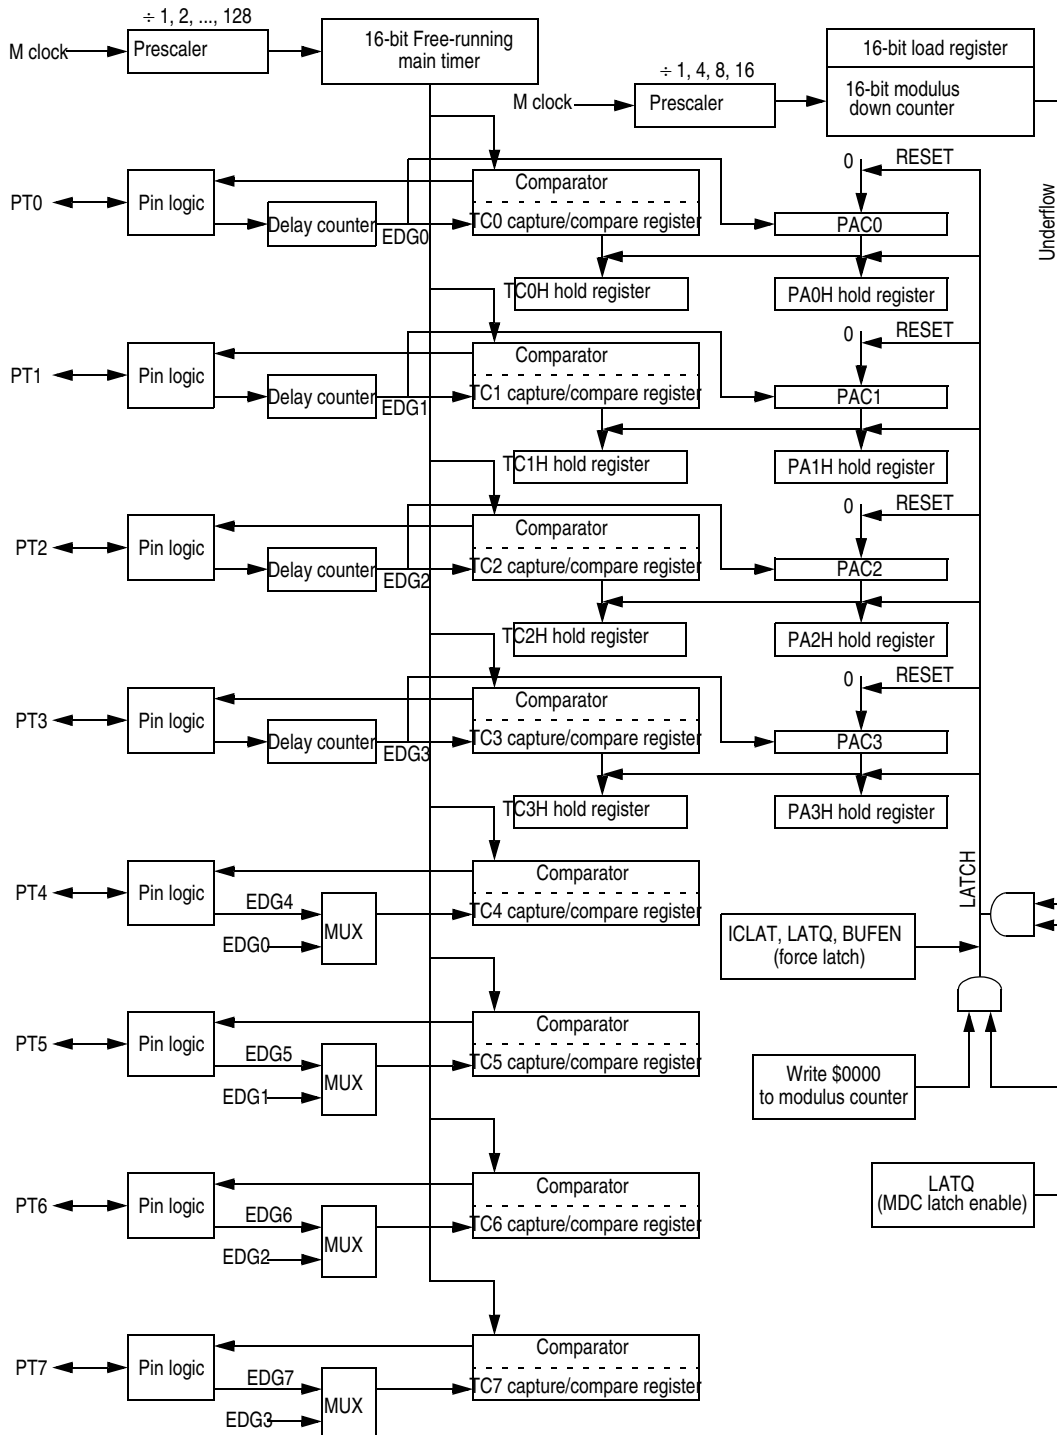 ÷ 1, 2, ..., 128
M clock
Prescaler
16-bit Free-running
main timer
÷ 1, 4, 8, 16
M clock
Prescaler
16-bit load register
16-bit modulus
down counter
Underflow
PT0
Pin logic
Delay counter
EDG0
Comparator
TC0 capture/compare register
TC0H hold register
0
RESET
PAC0
PA0H hold register
PT1
Pin logic
Delay counter
EDG1
Comparator
TC1 capture/compare register
TC1H hold register
0
RESET
PAC1
PA1H hold register
PT2
Pin logic
Delay counter
EDG2
Comparator
TC2 capture/compare register
TC2H hold register
0
RESET
PAC2
PA2H hold register
PT3
Pin logic
Delay counter
EDG3
Comparator
TC3 capture/compare register
TC3H hold register
0
RESET
PAC3
PA3H hold register
LATCH
PT4
Pin logic
EDG4
EDG0
MUX
Comparator
TC4 capture/compare register
ICLAT, LATQ, BUFEN
(force latch)
PT5
Pin logic
EDG5
EDG1
MUX
Comparator
TC5 capture/compare register
Write $0000
to modulus counter
PT6
Pin logic
EDG6
EDG2
MUX
Comparator
TC6 capture/compare register
LATQ
(MDC latch enable)
PT7
Pin logic
EDG7
EDG3
MUX
Comparator
TC7 capture/compare register